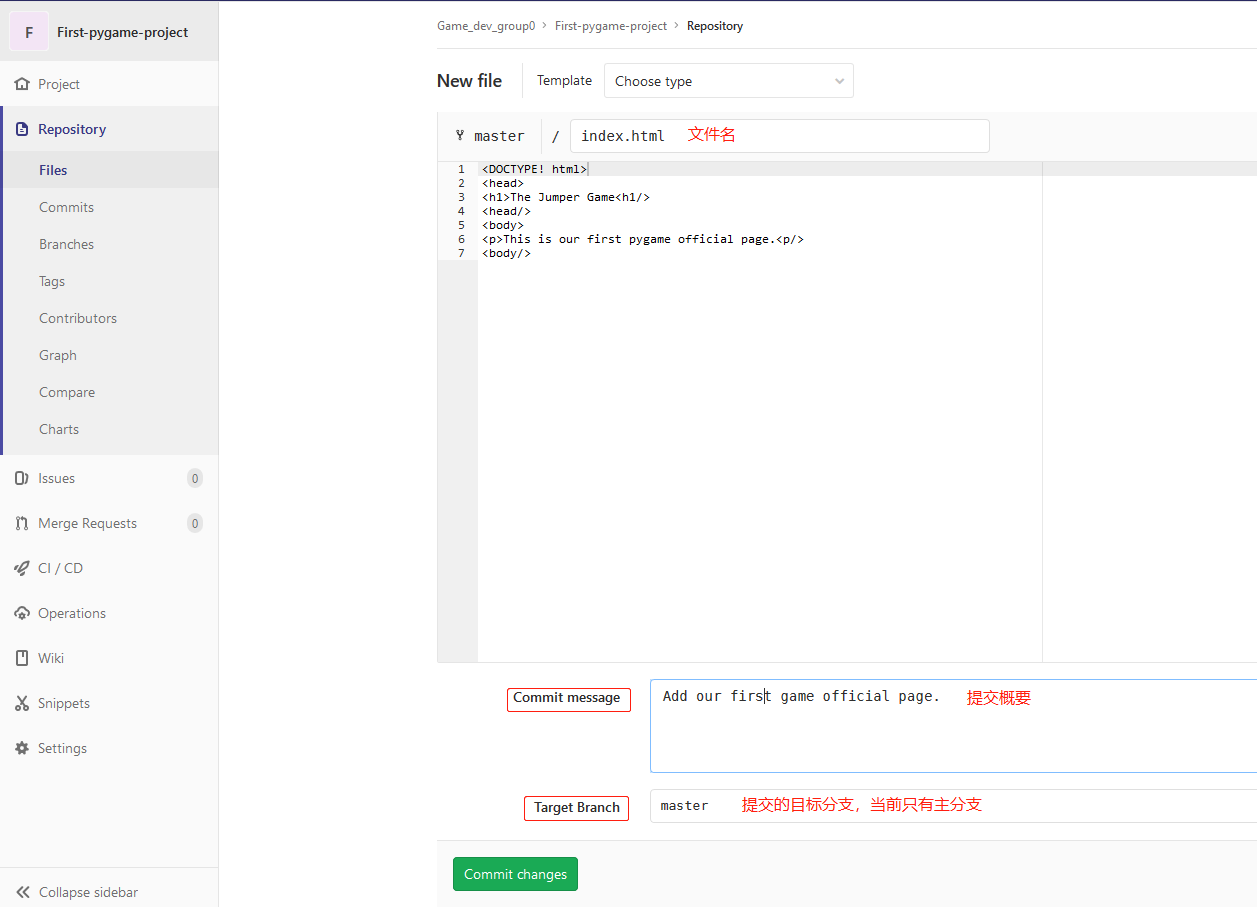 F First-pygame-project
Project
Repository
Files
Commits
Branches
Tags
Contributors
Graph
Compare
Charts
Issues 0
Merge Requests 0
CI / CD
Operations
Wiki
Snippets
Settings
Collapse sidebar
Game_dev_group0 › First-pygame-project › Repository
New file Template Choose type
master / index.html 文件名
1 <DOCTYPE! html>
2 <head>
3 <h1>The Jumper Game<h1/>
4 <head/>
5 <body>
6 <p>This is our first pygame official page.<p/>
7 <body/>
Commit message Add our first game official page. 提交概要
Target Branch master 提交的目标分支，当前只有主分支
Commit changes